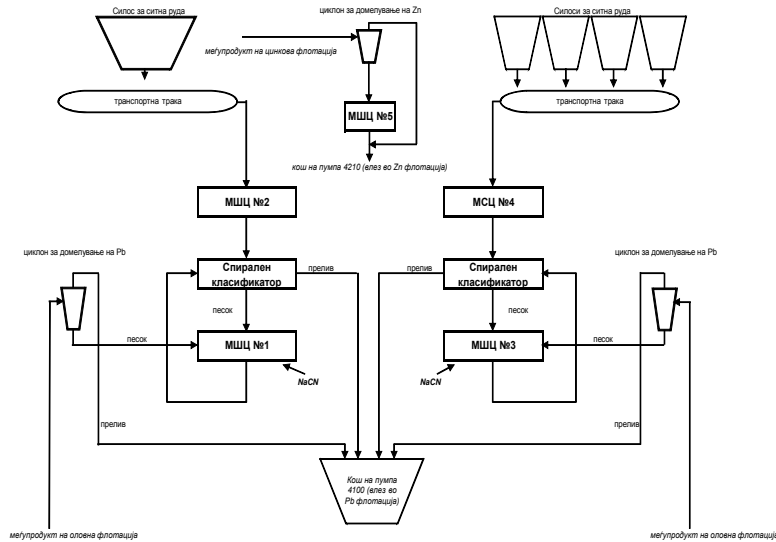 Силос за ситна руда
циклон за домелување на Zn
Силоси за ситна руда
меѓупродукт на цинкова флотација
транспортна трака
МШЦ №5
транспортна трака
кош на пумпа 4210 (влез во Zn флотација)
МШЦ №2
МСЦ №4
циклон за домелување на Pb
Спирален
класификатор
прелив
прелив
Спирален
класификатор
циклон за домелување на Pb
песок
песок
песок
МШЦ №1
МШЦ №3
песок
NaCN
NaCN
прелив
прелив
Кош на пумпа
4100 (влез во
Pb флотација)
меѓупродукт на оловна флотација
меѓупродукт на оловна флотација